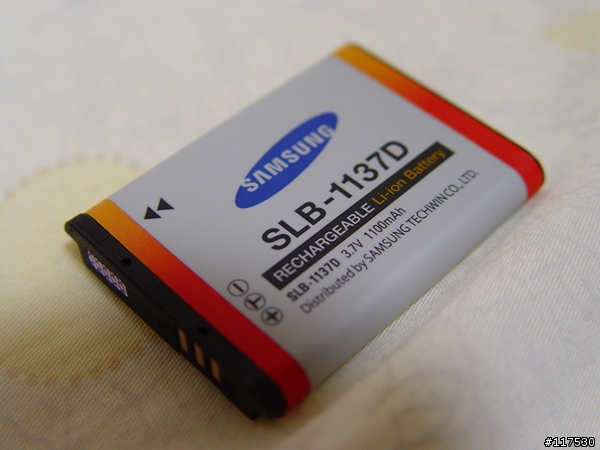 SAMSUNG
SLB-1137D
RECHARGEABLE Li-ion Battery
SLB-1137D 3.7V 1100mAh
Distributed by SAMSUNG TECHWIN CO., LTD.
#117530